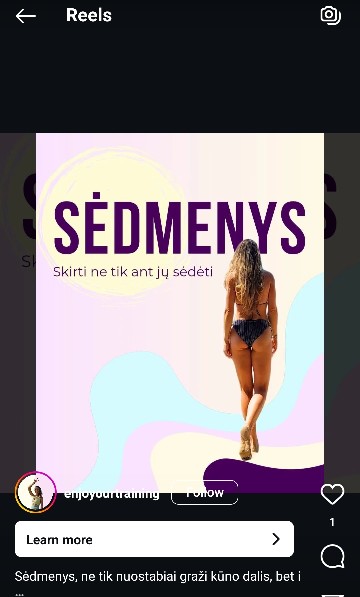 Reels
SĖDMENYS
Skirti ne tik ant jų sėdėti
enjoyourtraining
Follow
1
Learn more
Sėdmenys, ne tik nuostabiai graži kūno dalis, bet i
...